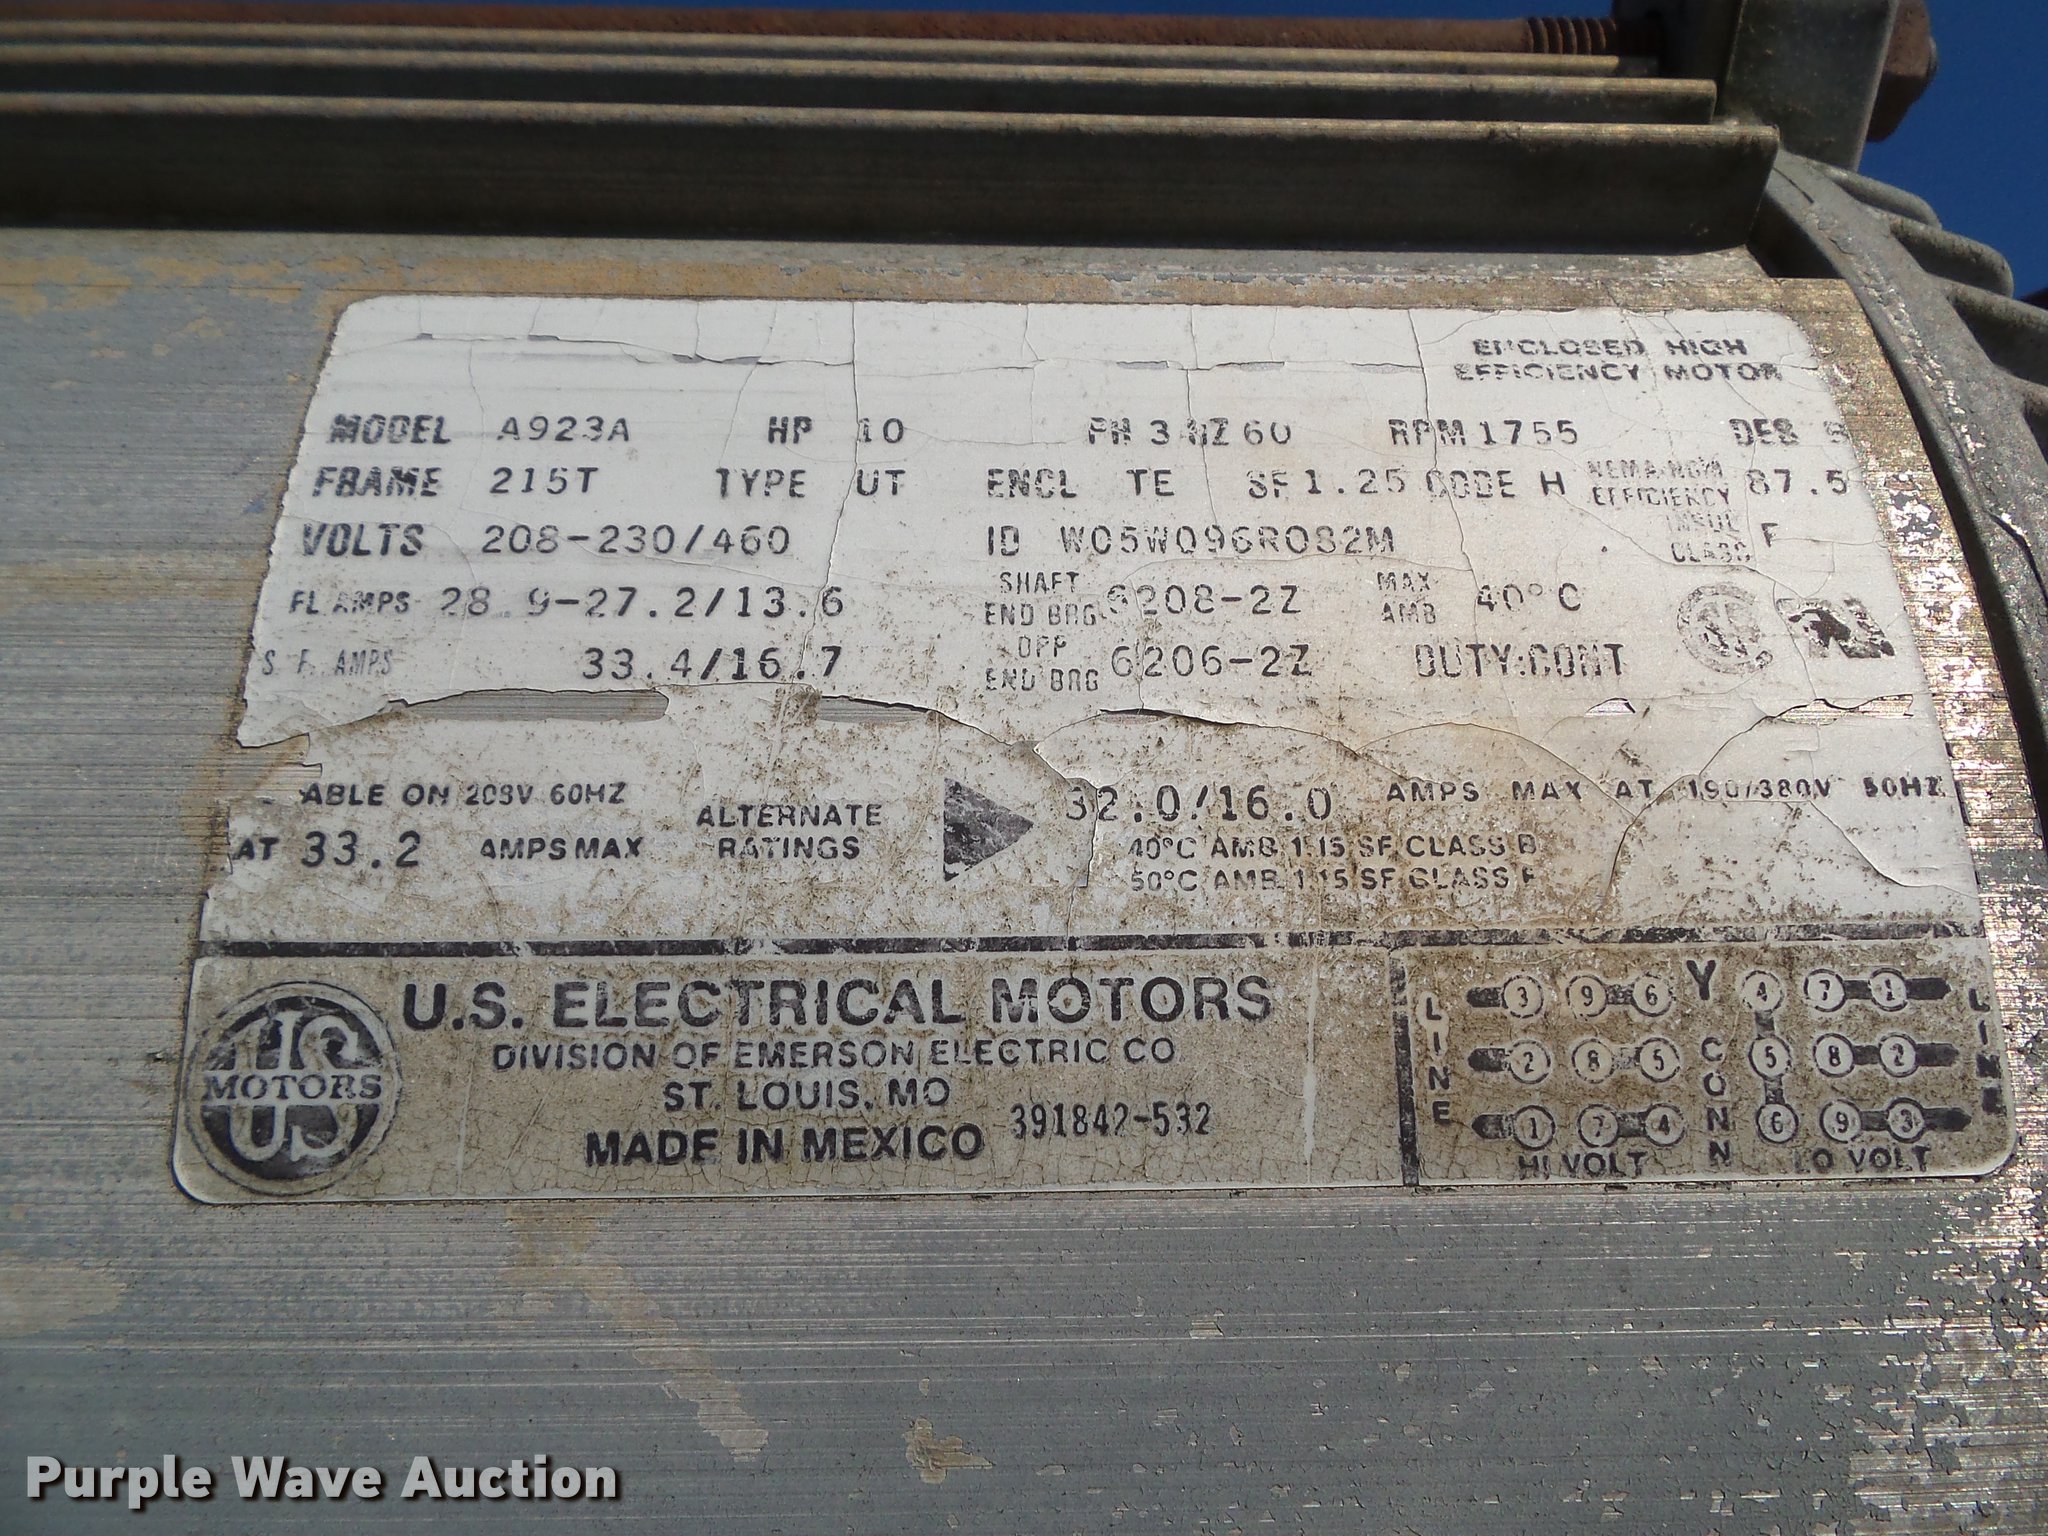 ENCLOSED HIGH
EFFICIENCY MOTOR
MODEL A923A HP 10 PH 3 HZ 60 RPM 1755 DES
FRAME 215T TYPE UT ENCL TE SF 1.25 CODE H NEMA NOM EFFICIENCY 87.5
VOLTS 208-230/460 ID W05W096R082M INSUL CLASS F
FL AMPS 28.9-27.2/13.6 SHAFT END BRG 6208-2Z MAX AMB 40°C
S.F. AMPS 33.4/16.7 OPP END BRG 6206-2Z DUTY:CONT
ABLE ON 208V 60HZ
AT 33.2 AMPS MAX
ALTERNATE
RATINGS
32.0/16.0 AMPS MAX AT 190/380V 50HZ
40°C AMB 1.15 SF CLASS B
50°C AMB 1.15 SF CLASS F
US
MOTORS
U.S. ELECTRICAL MOTORS
DIVISION OF EMERSON ELECTRIC CO
ST. LOUIS, MO
MADE IN MEXICO 391842-532
LINE 3 9 6 Y 4 7 1 LINE
2 8 5 CONN 5 8 2
1 7 4 6 9 3
HI VOLT LO VOLT
Purple Wave Auction